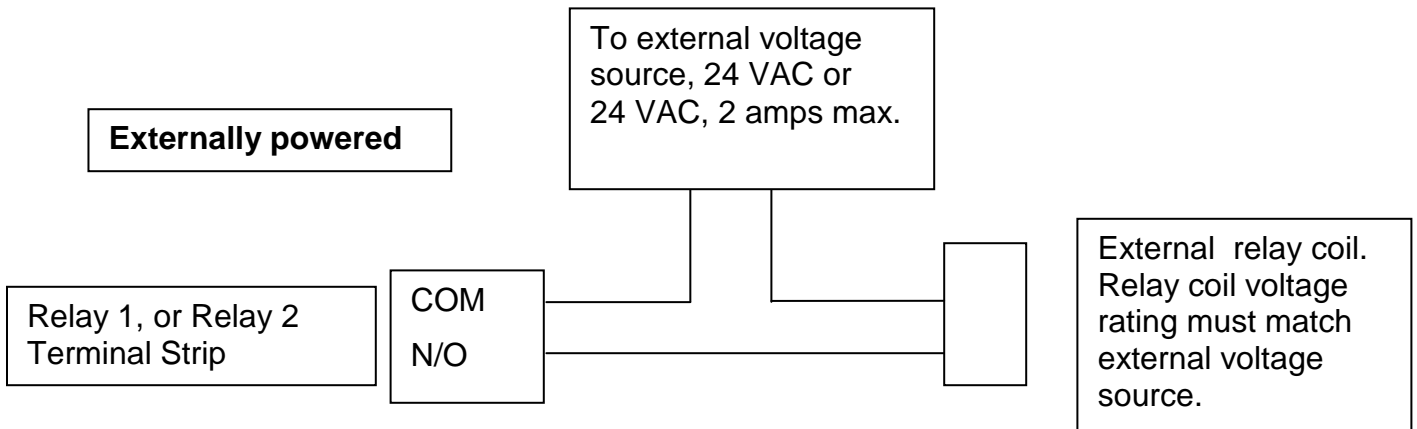 To external voltage
source, 24 VAC or
24 VAC, 2 amps max.
Externally powered
Relay 1, or Relay 2
Terminal Strip
COM
N/O
External relay coil.
Relay coil voltage
rating must match
external voltage
source.